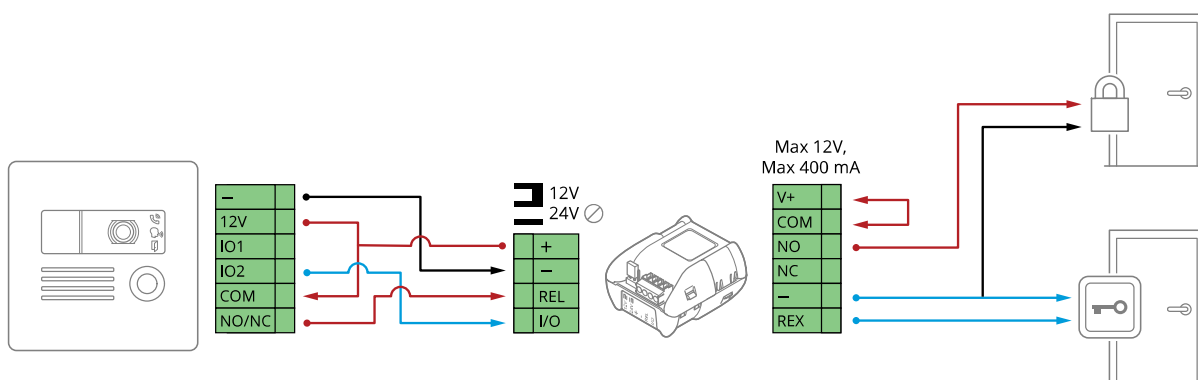 −
12V
IO1
IO2
COM
NO/NC
12V
24V
+
−
REL
I/O
Max 12V,
Max 400 mA
V+
COM
NO
NC
−
REX